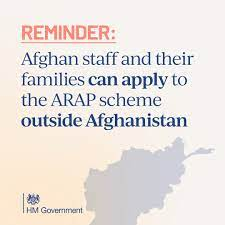 REMINDER:
Afghan staff and their
families can apply to
the ARAP scheme
outside Afghanistan
HM Government